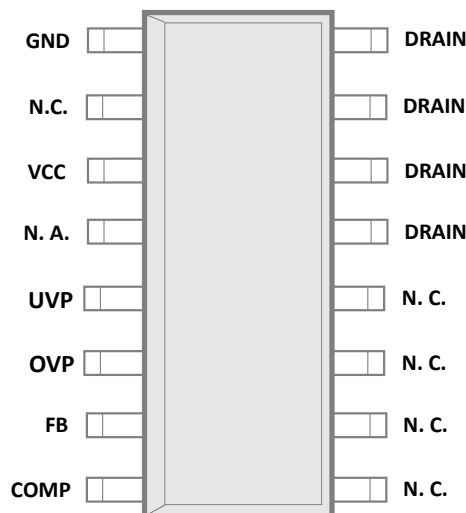 GND DRAIN
N.C. DRAIN
VCC DRAIN
N. A. DRAIN
UVP N. C.
OVP N. C.
FB N. C.
COMP N. C.